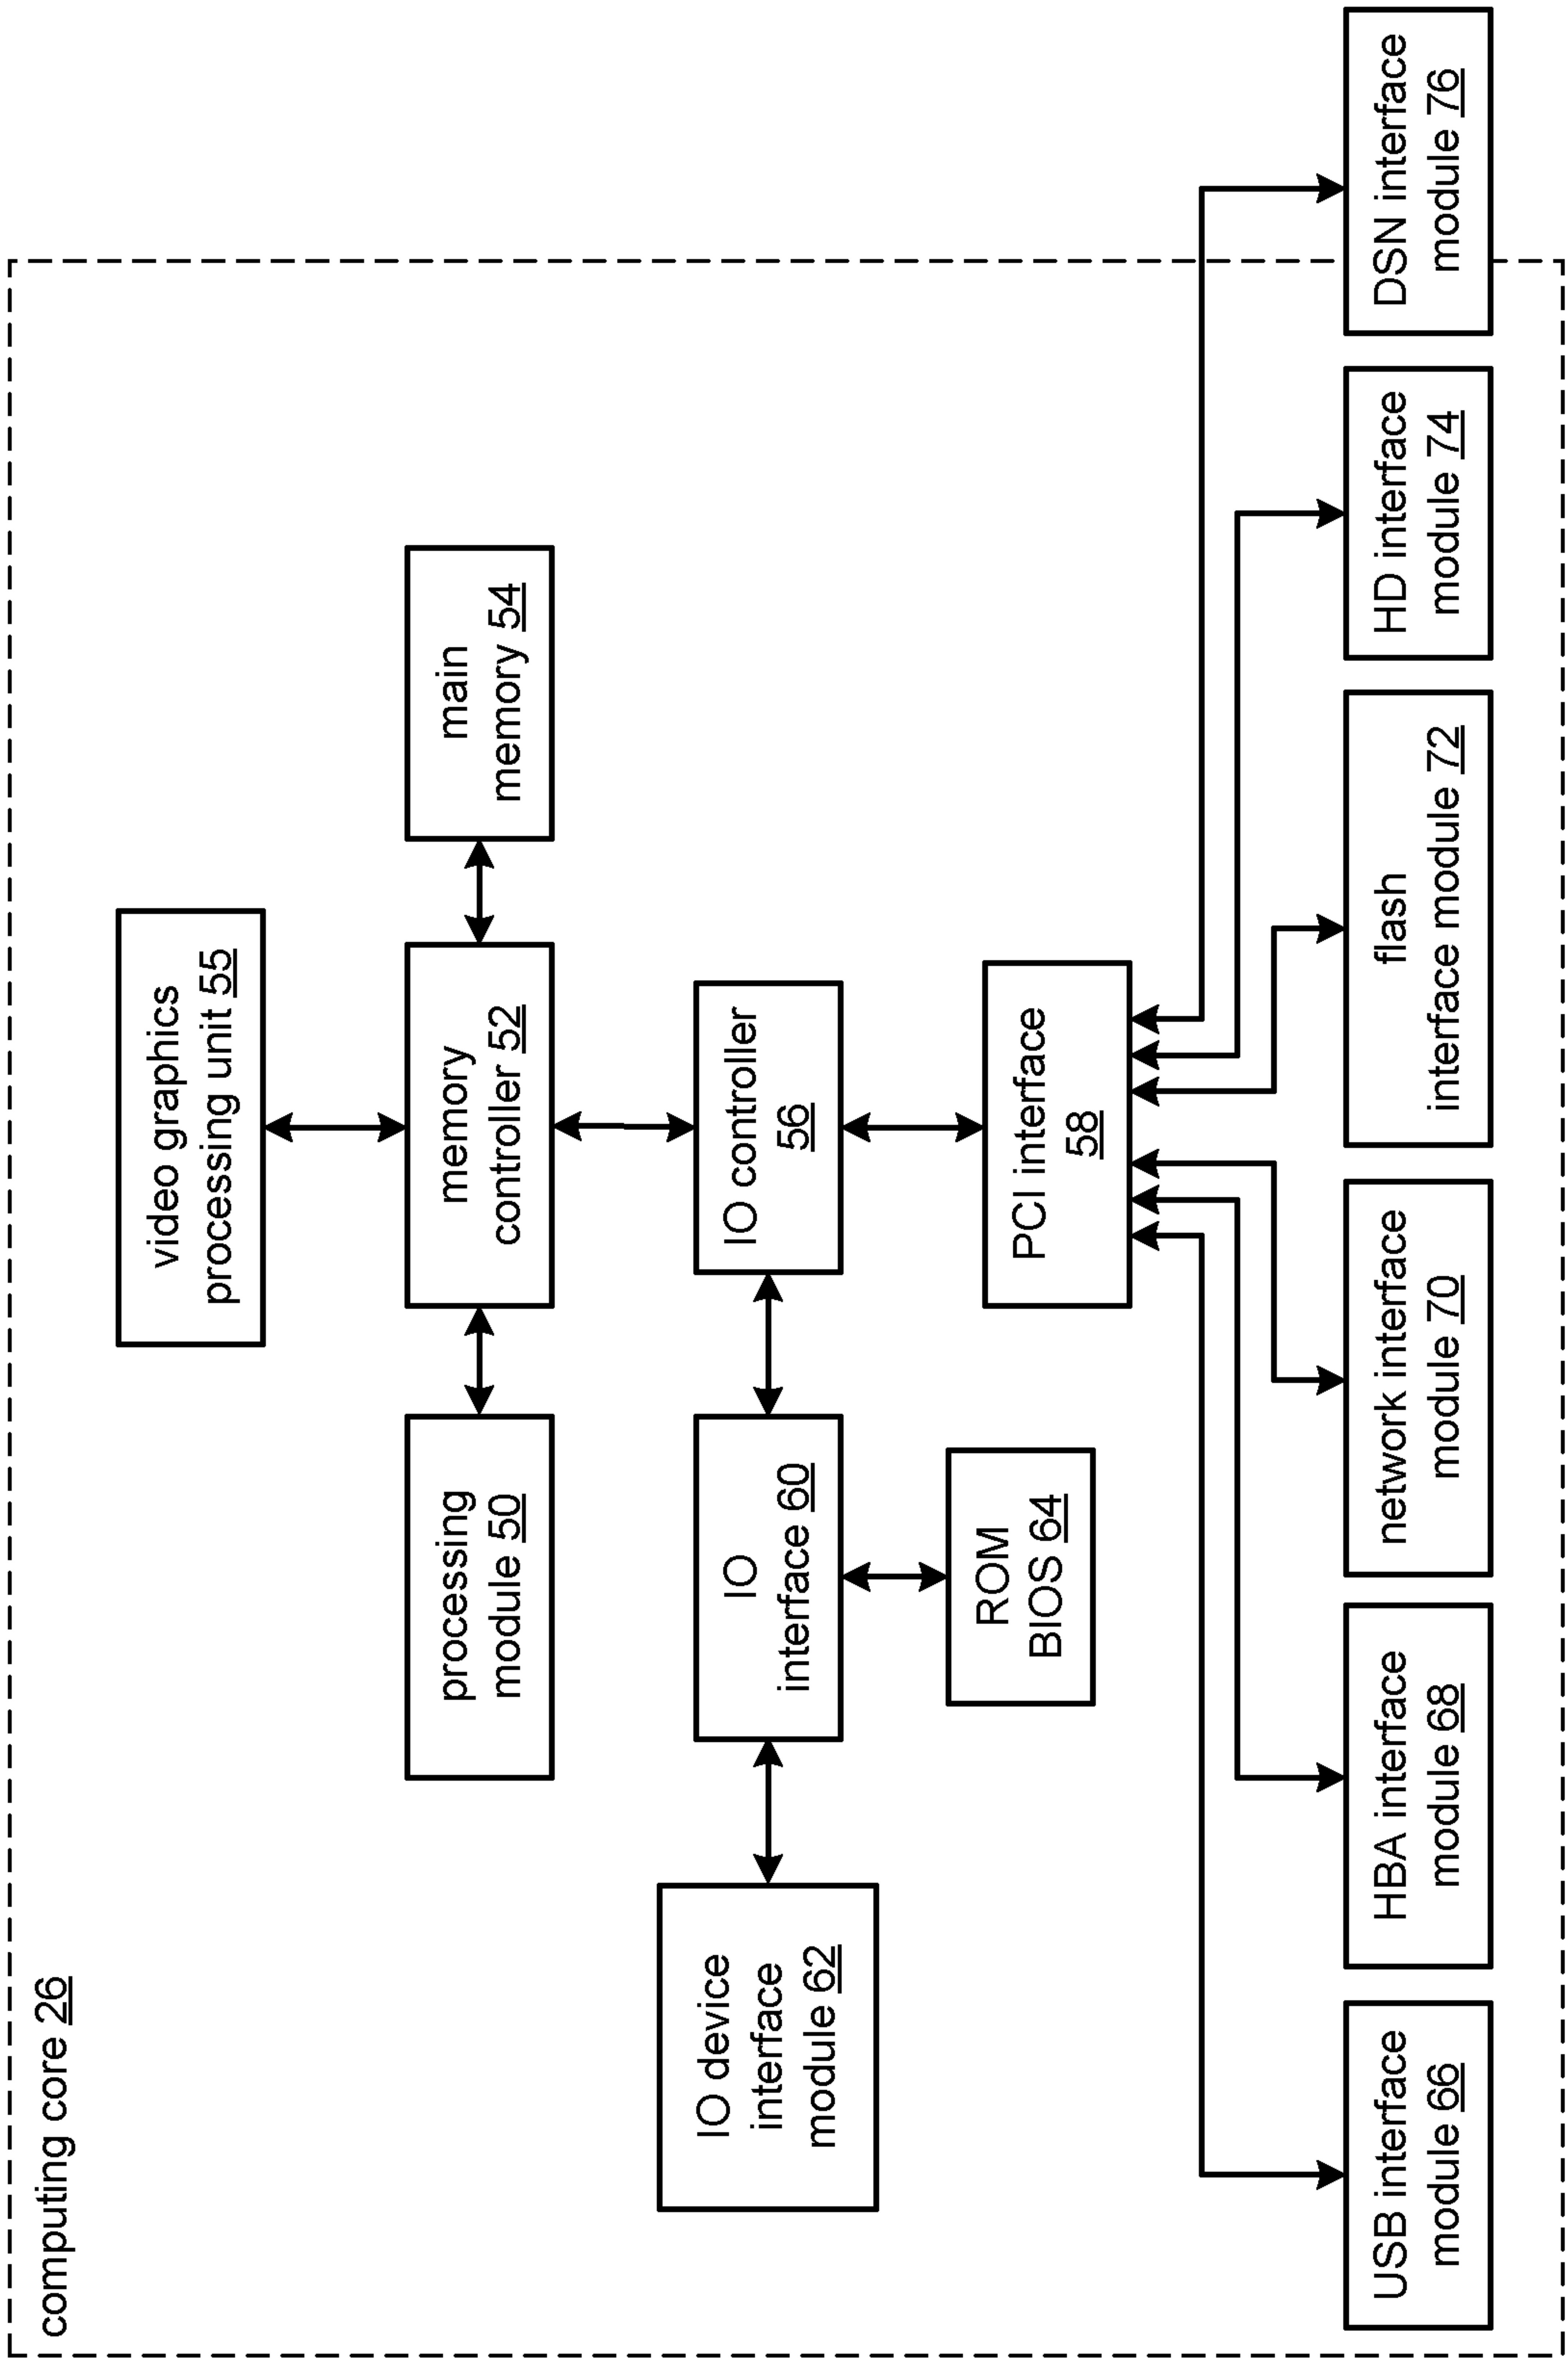 computing core 26
video graphics
processing unit 55
processing
module 50
memory
controller 52
main
memory 54
IO device
interface
module 62
IO
interface 60
IO controller
56
ROM
BIOS 64
PCI interface
58
USB interface
module 66
HBA interface
module 68
network interface
module 70
flash
interface module 72
HD interface
module 74
DSN interface
module 76